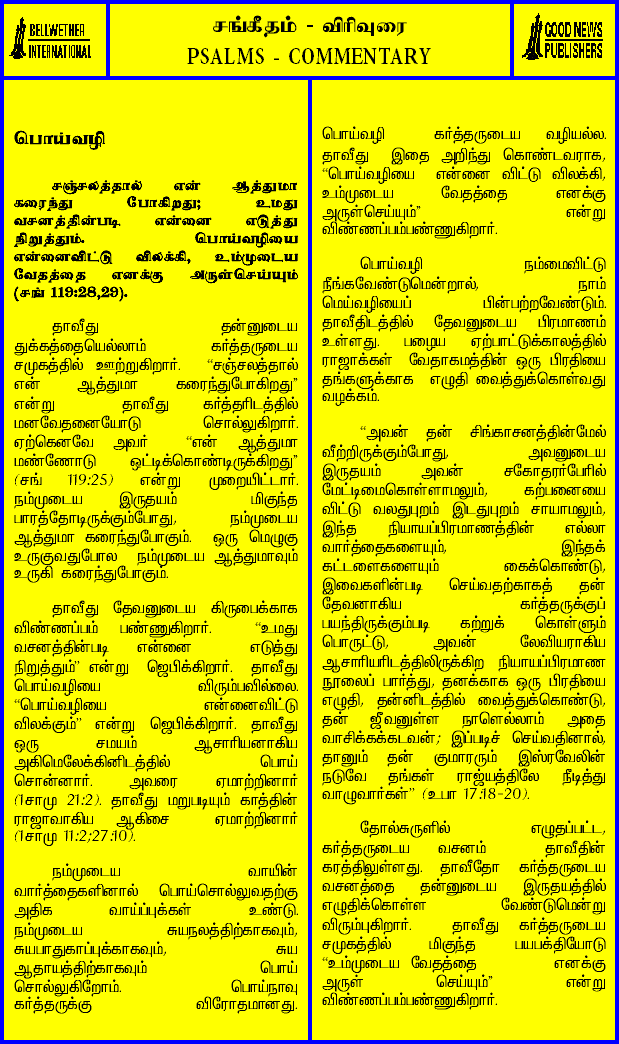 BELLWETHER
INTERNATIONAL
சங்கீதம் - விரிவுரை
PSALMS - COMMENTARY
GOOD NEWS
PUBLISHERS
பொய்வழி
சஞ்சலத்தால் என் ஆத்துமா
கரைந்து போகிறது; உமது
வசனத்தின்படி என்னை எடுத்து
நிறுத்தும். பொய்வழியை
என்னைவிட்டு விலக்கி, உம்முடைய
வேதத்தை எனக்கு அருள்செய்யும்
(சங் 119:28,29).
தாவீது தன்னுடைய
துக்கத்தையெல்லாம் கர்த்தருடைய
சமுகத்தில் ஊற்றுகிறார். “சஞ்சலத்தால்
என் ஆத்துமா கரைந்துபோகிறது”
என்று தாவீது கர்த்தரிடத்தில்
மனவேதனையோடு சொல்லுகிறார்.
ஏற்கெனவே அவர் “என் ஆத்துமா
மண்ணோடு ஒட்டிக்கொண்டிருக்கிறது”
(சங் 119:25) என்று முறையிட்டார்.
நம்முடைய இருதயம் மிகுந்த
பாரத்தோடிருக்கும்போது, நம்முடைய
ஆத்துமா கரைந்துபோகும். ஒரு மெழுகு
உருகுவதுபோல நம்முடைய ஆத்துமாவும்
உருகி கரைந்துபோகும்.
தாவீது தேவனுடைய கிருபைக்காக
விண்ணப்பம் பண்ணுகிறார். “உமது
வசனத்தின்படி என்னை எடுத்து
நிறுத்தும்” என்று ஜெபிக்கிறார். தாவீது
பொய்வழியை விரும்பவில்லை.
“பொய்வழியை என்னைவிட்டு
விலக்கும்” என்று ஜெபிக்கிறார். தாவீது
ஒரு சமயம் ஆசாரியனாகிய
அகிமெலேக்கினிடத்தில் பொய்
சொன்னார். அவரை ஏமாற்றினார்
(1சாமு 21:2). தாவீது மறுபடியும் காத்தின்
ராஜாவாகிய ஆகிசை ஏமாற்றினார்
(1சாமு 11:2;27:10).
நம்முடைய வாயின்
வார்த்தைகளினால் பொய்சொல்லுவதற்கு
அதிக வாய்ப்புக்கள் உண்டு.
நம்முடைய சுயநலத்திற்காகவும்,
சுயபாதுகாப்புக்காகவும், சுய
ஆதாயத்திற்காகவும் பொய்
சொல்லுகிறோம். பொய்நாவு
கர்த்தருக்கு விரோதமானது.
பொய்வழி கர்த்தருடைய வழியல்ல.
தாவீது இதை அறிந்து கொண்டவராக,
“பொய்வழியை என்னை விட்டு விலக்கி,
உம்முடைய வேதத்தை எனக்கு
அருள்செய்யும்” என்று
விண்ணப்பம்பண்ணுகிறார்.
பொய்வழி நம்மைவிட்டு
நீங்கவேண்டுமென்றால், நாம்
மெய்வழியைப் பின்பற்றவேண்டும்.
தாவீதிடத்தில் தேவனுடைய பிரமாணம்
உள்ளது. பழைய ஏற்பாட்டுக்காலத்தில்
ராஜாக்கள் வேதாகமத்தின் ஒரு பிரதியை
தங்களுக்காக எழுதி வைத்துக்கொள்வது
வழக்கம்.
“அவன் தன் சிங்காசனத்தின்மேல்
வீற்றிருக்கும்போது, அவனுடைய
இருதயம் அவன் சகோதரர்பேரில்
மேட்டிமைகொள்ளாமலும், கற்பனையை
விட்டு வலதுபுறம் இடதுபுறம் சாயாமலும்,
இந்த நியாயப்பிரமாணத்தின் எல்லா
வார்த்தைகளையும், இந்தக்
கட்டளைகளையும் கைக்கொண்டு,
இவைகளின்படி செய்வதற்காகத் தன்
தேவனாகிய கர்த்தருக்குப்
பயந்திருக்கும்படி கற்றுக் கொள்ளும்
பொருட்டு, அவன் லேவியராகிய
ஆசாரியரிடத்திலிருக்கிற நியாயப்பிரமாண
நூலைப் பார்த்து, தனக்காக ஒரு பிரதியை
எழுதி, தன்னிடத்தில் வைத்துக்கொண்டு,
தன் ஜீவனுள்ள நாளெல்லாம் அதை
வாசிக்கக்கடவன்; இப்படிச் செய்வதினால்,
தானும் தன் குமாரரும் இஸ்ரவேலின்
நடுவே தங்கள் ராஜ்யத்திலே நீடித்து
வாழுவார்கள்” (உபா 17:18-20).
தோல்சுருளில் எழுதப்பட்ட,
கர்த்தருடைய வசனம் தாவீதின்
கரத்திலுள்ளது. தாவீதோ கர்த்தருடைய
வசனத்தை தன்னுடைய இருதயத்தில்
எழுதிக்கொள்ள வேண்டுமென்று
விரும்புகிறார். தாவீது கர்த்தருடைய
சமுகத்தில் மிகுந்த பயபக்தியோடு
“உம்முடைய வேதத்தை எனக்கு
அருள் செய்யும்” என்று
விண்ணப்பம்பண்ணுகிறார்.